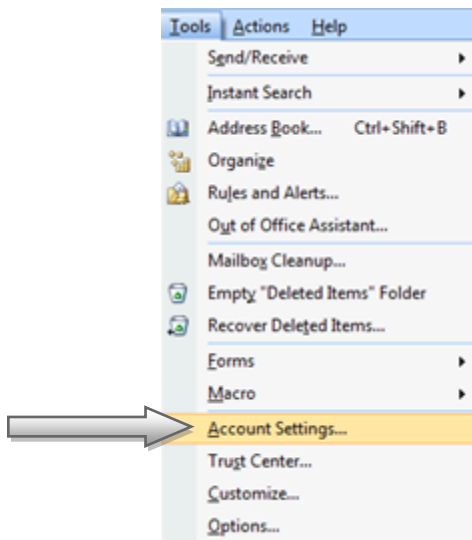 Tools Actions Help
Send/Receive
Instant Search
Address Book... Ctrl+Shift+B
Organize
Rules and Alerts...
Out of Office Assistant...
Mailbox Cleanup...
Empty "Deleted Items" Folder
Recover Deleted Items...
Forms
Macro
Account Settings...
Trust Center...
Customize...
Options...